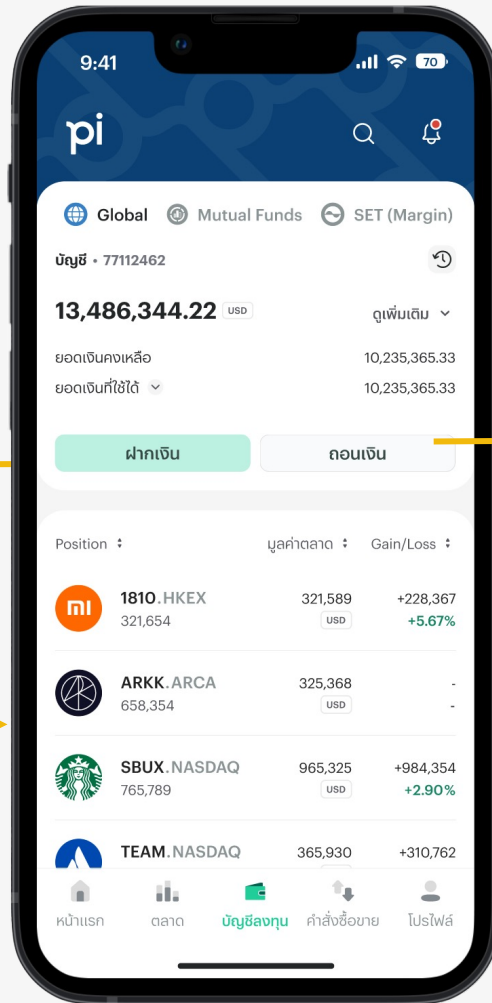 9:41
70
pi
Global Mutual Funds SET (Margin)
บัญชี • 77112462
13,486,344.22 USD ดูเพิ่มเติม
ยอดเงินคงเหลือ 10,235,365.33
ยอดเงินที่ใช้ได้ 10,235,365.33
ฝากเงิน ถอนเงิน
Position มูลค่าตลาด Gain/Loss
1810.HKEX 321,589 +228,367
321,654 USD +5.67%
ARKK.ARCA 325,368 -
658,354 USD -
SBUX.NASDAQ 965,325 +984,354
765,789 USD +2.90%
TEAM.NASDAQ 365,930 +310,762
หน้าแรก ตลาด บัญชีลงทุน คำสั่งซื้อขาย โปรไฟล์